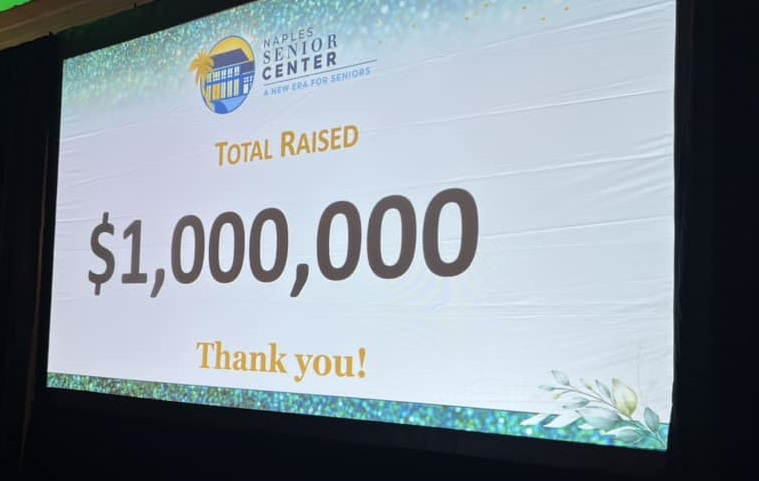 NAPLES
SENIOR
CENTER
A NEW ERA FOR SENIORS
TOTAL RAISED
$1,000,000
Thank you!